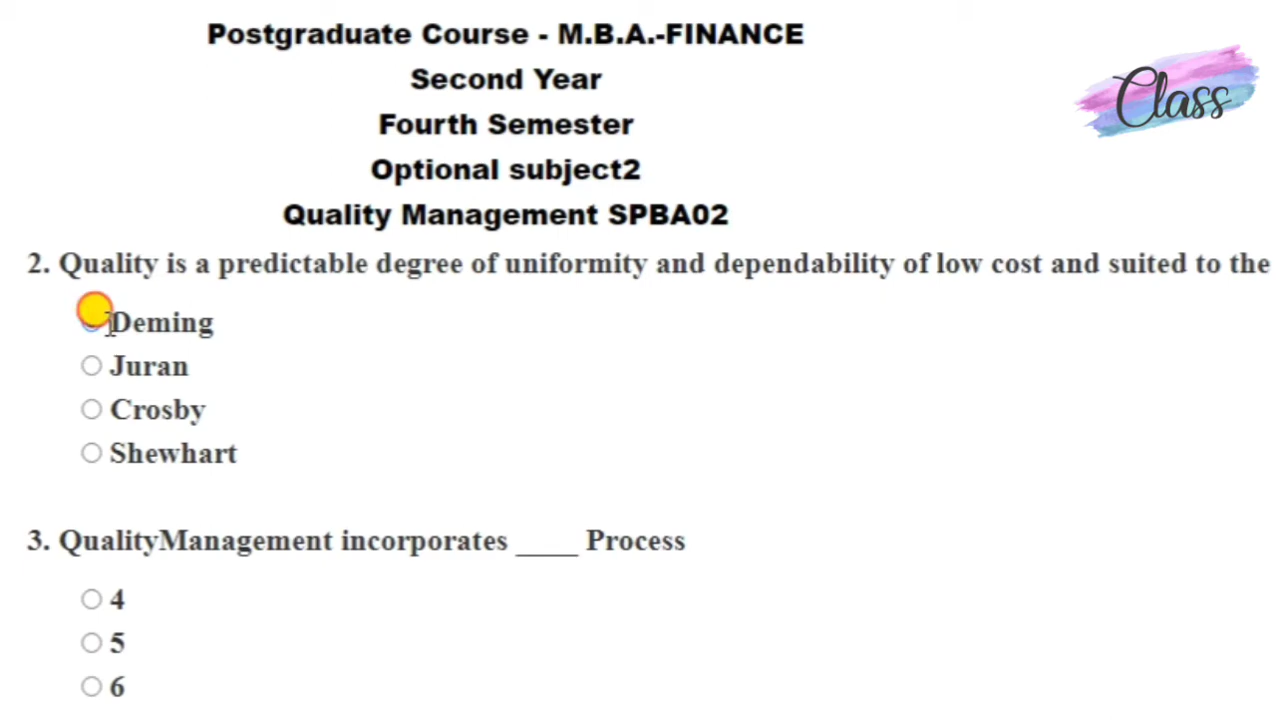 Postgraduate Course - M.B.A.-FINANCE
Class
Second Year
Fourth Semester
Optional subject2
Quality Management SPBA02
2. Quality is a predictable degree of uniformity and dependability of low cost and suited to the
Deming
Juran
Crosby
Shewhart
3. QualityManagement incorporates ____ Process
4
5
6